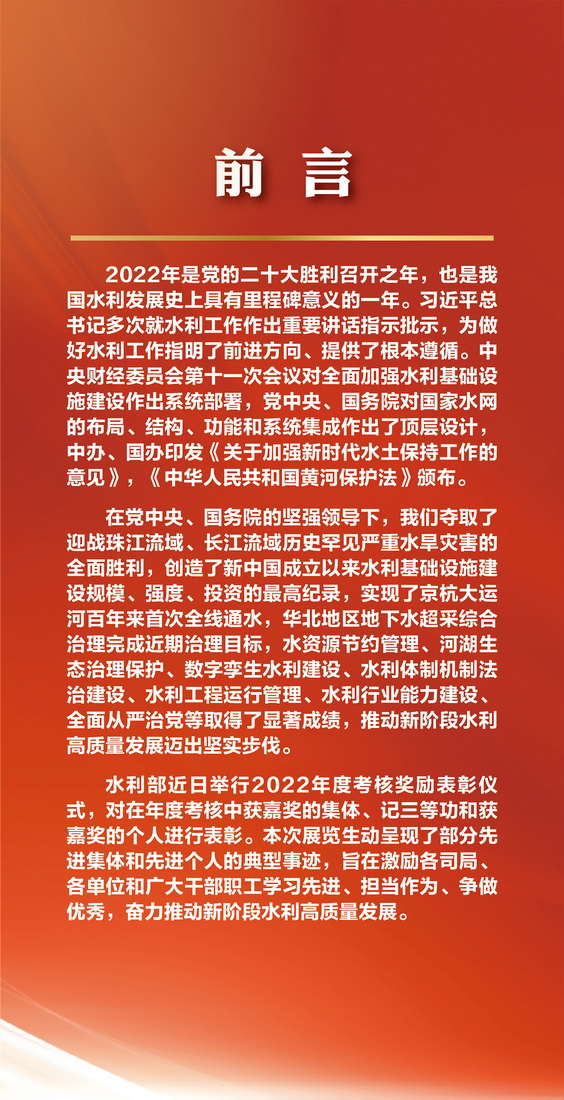 前言
2022年是党的二十大胜利召开之年，也是我
国水利发展史上具有里程碑意义的一年。习近平总
书记多次就水利工作作出重要讲话指示批示，为做
好水利工作指明了前进方向、提供了根本遵循。中
央财经委员会第十一次会议对全面加强水利基础设
施建设作出系统部署，党中央、国务院对国家水网
的布局、结构、功能和系统集成作出了顶层设计，
中办、国办印发《关于加强新时代水土保持工作的
意见》，《中华人民共和国黄河保护法》颁布。
在党中央、国务院的坚强领导下，我们夺取了
迎战珠江流域、长江流域历史罕见严重水旱灾害的
全面胜利，创造了新中国成立以来水利基础设施建
设规模、强度、投资的最高纪录，实现了京杭大运
河百年来首次全线通水，华北地区地下水超采综合
治理完成近期治理目标，水资源节约管理、河湖生
态治理保护、数字孪生水利建设、水利体制机制法
治建设、水利工程运行管理、水利行业能力建设、
全面从严治党等取得了显著成绩，推动新阶段水利
高质量发展迈出坚实步伐。
水利部近日举行2022年度考核奖励表彰仪
式，对在年度考核中获嘉奖的集体、记三等功和获
嘉奖的个人进行表彰。本次展览生动呈现了部分先
进集体和先进个人的典型事迹，旨在激励各司局、
各单位和广大干部职工学习先进、担当作为、争做
优秀，奋力推动新阶段水利高质量发展。